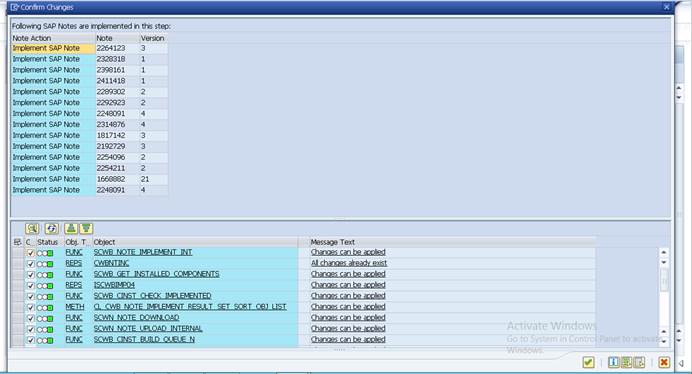 Confirm Changes
Following SAP Notes are implemented in this step:
Note Action Note Version
Implement SAP Note 2264123 3
Implement SAP Note 2328318 1
Implement SAP Note 2398161 1
Implement SAP Note 2411418 1
Implement SAP Note 2289302 2
Implement SAP Note 2292923 2
Implement SAP Note 2248091 4
Implement SAP Note 2314876 4
Implement SAP Note 1817142 3
Implement SAP Note 2192729 3
Implement SAP Note 2254096 2
Implement SAP Note 2254211 2
Implement SAP Note 1668882 21
Implement SAP Note 2248091 4
C... Status Obj. T... Object Message Text
FUNC SCWB_NOTE_IMPLEMENT_INT Changes can be applied
REPS CWBNTINC All changes already exist
FUNC SCWB_GET_INSTALLED_COMPONENTS Changes can be applied
REPS ISCWBIMP04 Changes can be applied
FUNC SCWB_CINST_CHECK_IMPLEMENTED Changes can be applied
METH CL_CWB_NOTE_IMPLEMENT_RESULT_SET_SORT_OBJ_LIST Changes can be applied
FUNC SCWN_NOTE_DOWNLOAD Changes can be applied
FUNC SCWN_NOTE_UPLOAD_INTERNAL Changes can be applied
FUNC SCWB_CINST_BUILD_QUEUE_N Changes can be applied
Activate Windows
Go to System in Control Panel to activate
Windows.